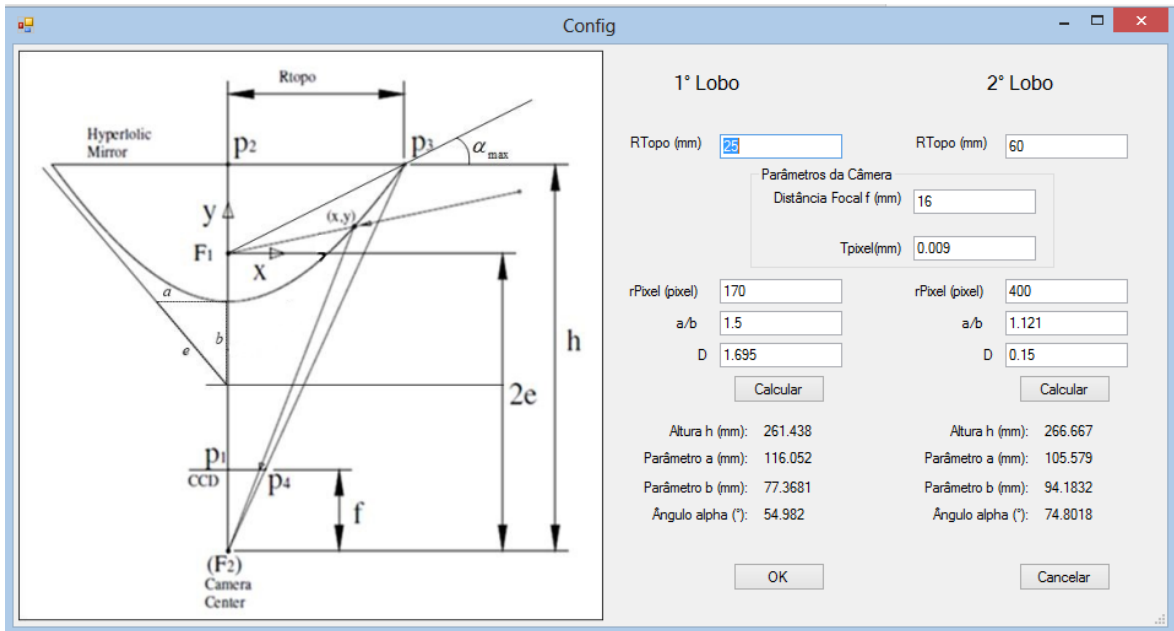 Config
Rtopo
Hyperlolic
Mirror
p2
p3
αmax
y
(x,y)
F1
x
a
b
e
h
2e
p1
CCD
p4
f
(F2)
Camera
Center
1° Lobo
2° Lobo
RTopo (mm) 25
RTopo (mm) 60
Parâmetros da Câmera
Distância Focal f (mm) 16
Tpixel(mm) 0.009
rPixel (pixel) 170
rPixel (pixel) 400
a/b 1.5
a/b 1.121
D 1.695
D 0.15
Calcular
Calcular
Altura h (mm): 261.438
Altura h (mm): 266.667
Parâmetro a (mm): 116.052
Parâmetro a (mm): 105.579
Parâmetro b (mm): 77.3681
Parâmetro b (mm): 94.1832
Ângulo alpha (°): 54.982
Ângulo alpha (°): 74.8018
OK
Cancelar